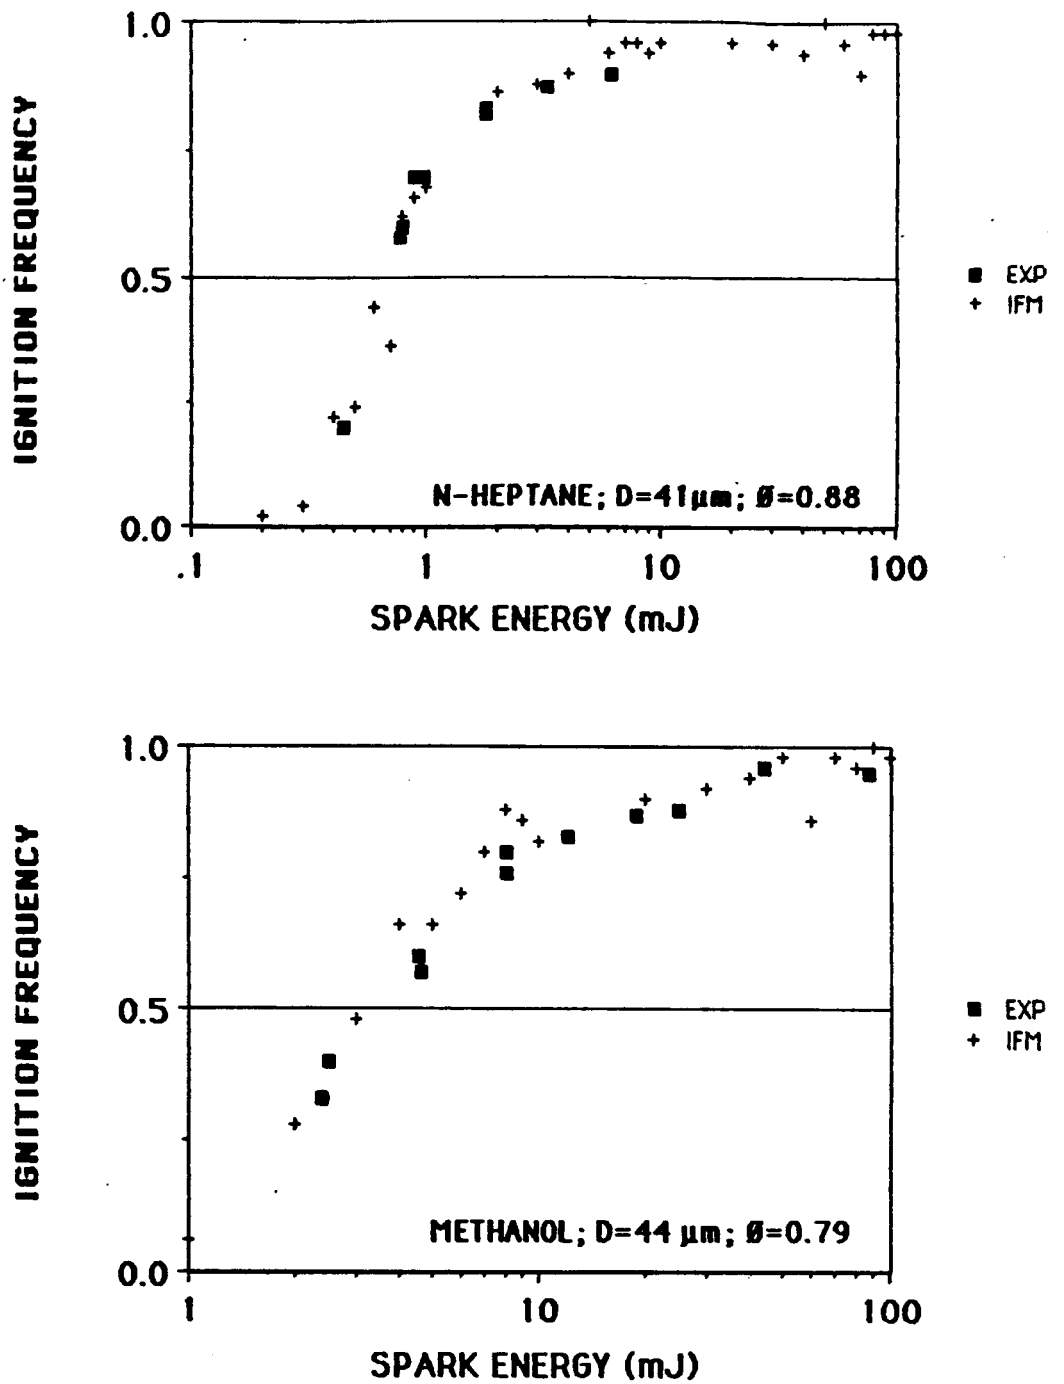 IGNITION FREQUENCY
1.0
0.5
0.0
.1 1 10 100
SPARK ENERGY (mJ)
N-HEPTANE; D=41µm; Ø=0.88
EXP
IFM
IGNITION FREQUENCY
1.0
0.5
0.0
1 10 100
SPARK ENERGY (mJ)
METHANOL; D=44 µm; Ø=0.79
EXP
IFM